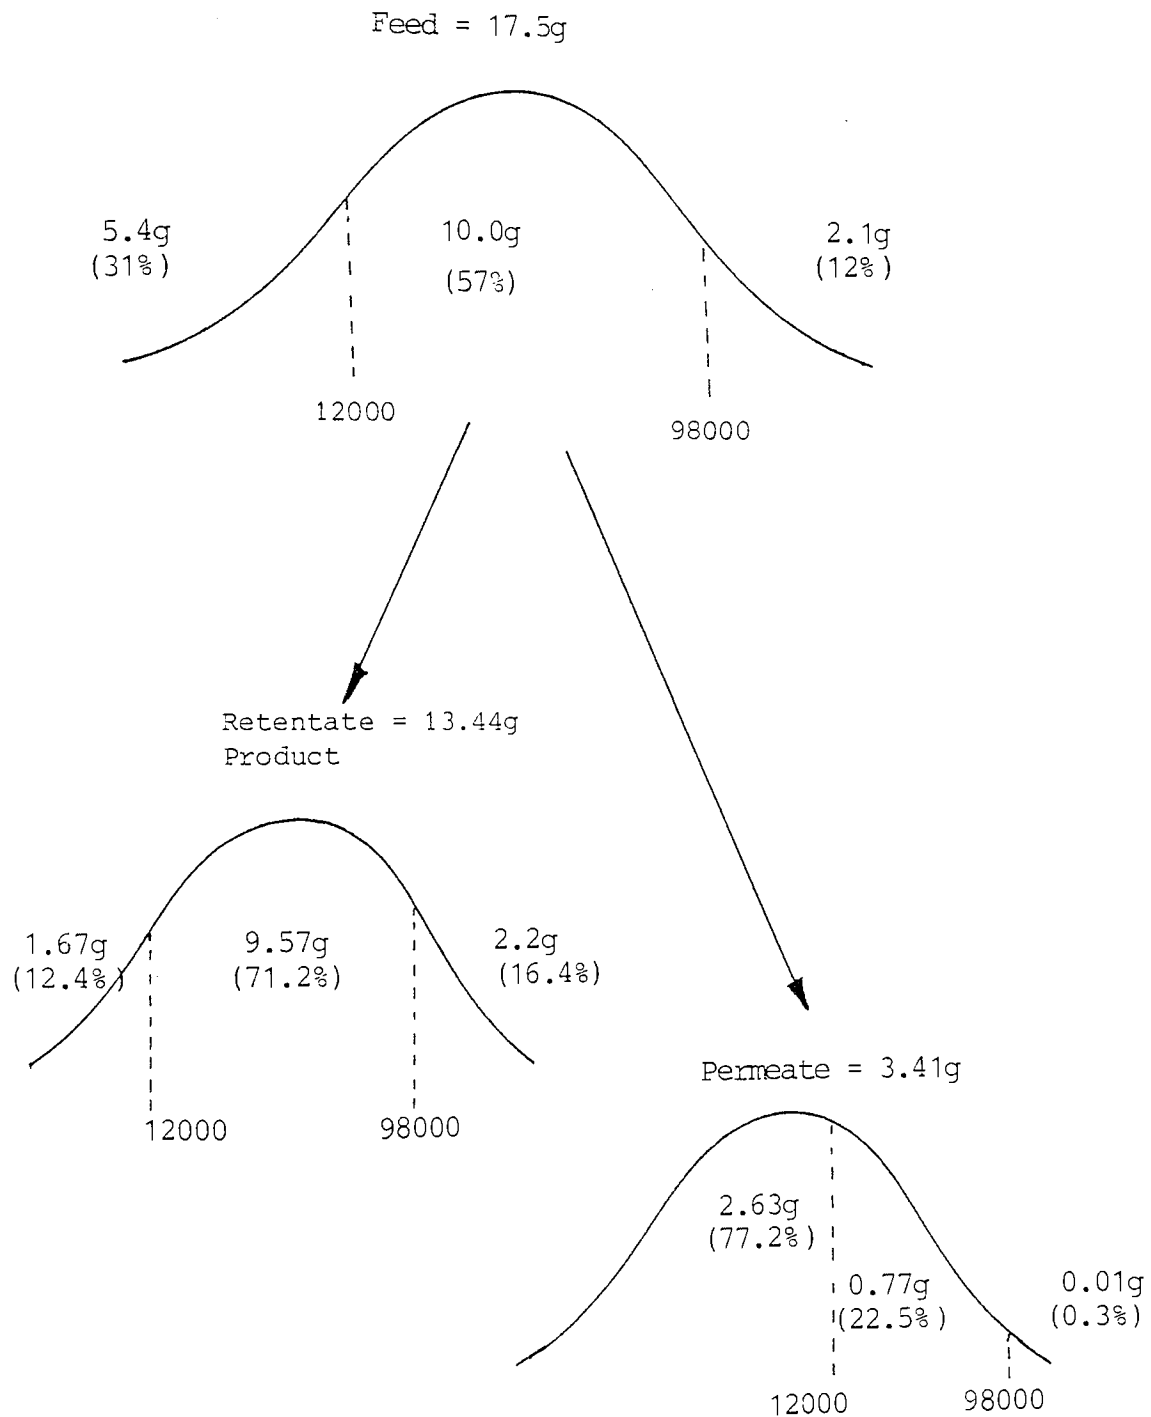 Feed = 17.5g
5.4g
(31%)
10.0g
(57%)
2.1g
(12%)
12000
98000
Retentate = 13.44g
Product
1.67g
(12.4%)
9.57g
(71.2%)
2.2g
(16.4%)
12000
98000
Permeate = 3.41g
2.63g
(77.2%)
0.77g
(22.5%)
0.01g
(0.3%)
12000
98000